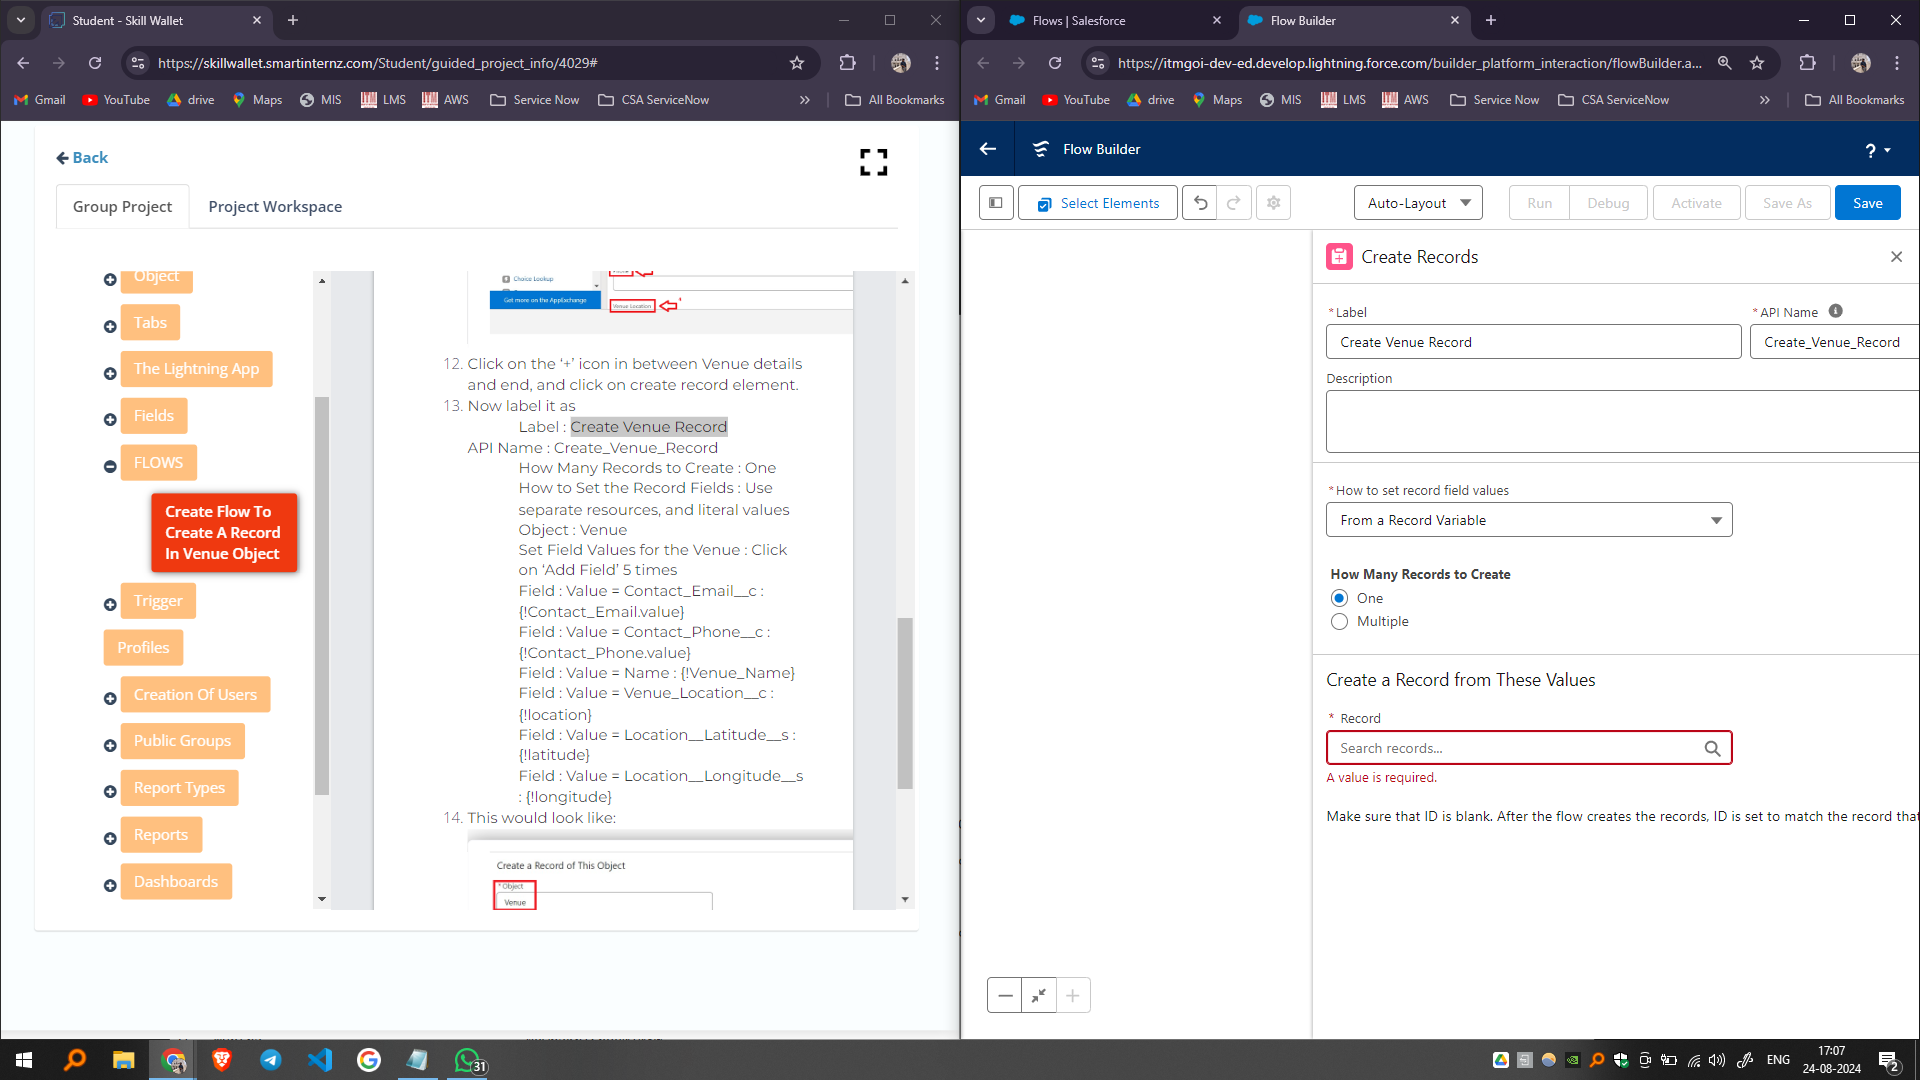 Student - Skill Wallet
https://skillwallet.smartinternz.com/Student/guided_project_info/4029#
Gmail YouTube drive Maps MIS LMS AWS Service Now CSA ServiceNow » All Bookmarks
Back
Group Project
Project Workspace
Object
Tabs
The Lightning App
Fields
FLOWS
Create Flow To
Create A Record
In Venue Object
Trigger
Profiles
Creation Of Users
Public Groups
Report Types
Reports
Dashboards
Choice Lookup
Get more on the AppExchange
Venue Location
12. Click on the ‘+’ icon in between Venue details
and end, and click on create record element.
13. Now label it as
Label : Create Venue Record
API Name : Create_Venue_Record
How Many Records to Create : One
How to Set the Record Fields : Use
separate resources, and literal values
Object : Venue
Set Field Values for the Venue : Click
on ‘Add Field’ 5 times
Field : Value = Contact_Email__c :
{!Contact_Email.value}
Field : Value = Contact_Phone__c :
{!Contact_Phone.value}
Field : Value = Name : {!Venue_Name}
Field : Value = Venue_Location__c :
{!location}
Field : Value = Location__Latitude__s :
{!latitude}
Field : Value = Location__Longitude__s
: {!longitude}
14. This would look like:
Create a Record of This Object
* Object
Venue
Flows | Salesforce
Flow Builder
https://itmgoi-dev-ed.develop.lightning.force.com/builder_platform_interaction/flowBuilder.a...
Gmail YouTube drive Maps MIS LMS AWS Service Now CSA ServiceNow » All Bookmarks
Flow Builder
?
Select Elements
Auto-Layout
Run
Debug
Activate
Save As
Save
Create Records
* Label
Create Venue Record
* API Name
Create_Venue_Record
Description
* How to set record field values
From a Record Variable
How Many Records to Create
One
Multiple
Create a Record from These Values
* Record
Search records...
A value is required.
Make sure that ID is blank. After the flow creates the records, ID is set to match the record that
31
ENG
17:07
24-08-2024
2